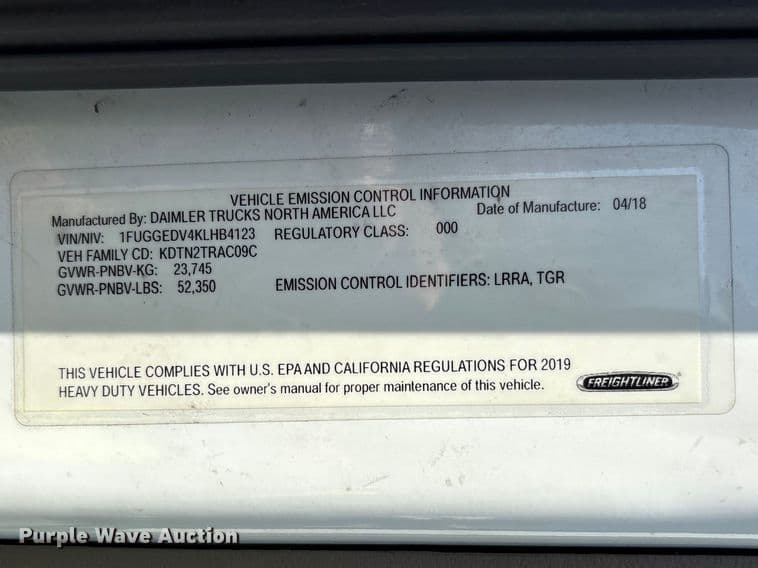 VEHICLE EMISSION CONTROL INFORMATION
Manufactured By: DAIMLER TRUCKS NORTH AMERICA LLC Date of Manufacture: 04/18
VIN/NIV: 1FUGGEDV4KLHB4123 REGULATORY CLASS: 000
VEH FAMILY CD: KDTN2TRAC09C
GVWR-PNBV-KG: 23,745
GVWR-PNBV-LBS: 52,350 EMISSION CONTROL IDENTIFIERS: LRRA, TGR
THIS VEHICLE COMPLIES WITH U.S. EPA AND CALIFORNIA REGULATIONS FOR 2019
HEAVY DUTY VEHICLES. See owner's manual for proper maintenance of this vehicle.
FREIGHTLINER
Purple Wave Auction